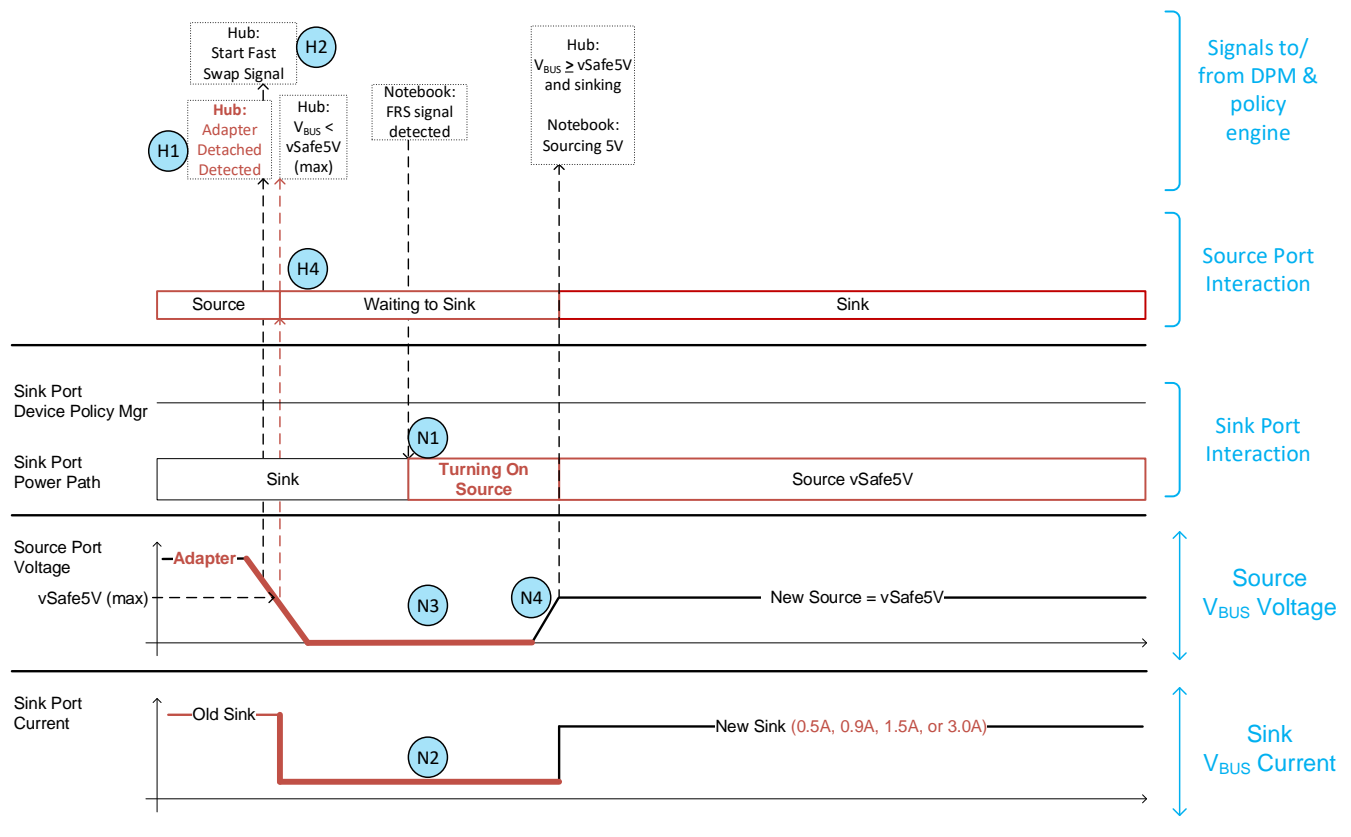 Hub:
Start Fast
Swap Signal
H2
Hub:
Adapter
Detached
Detected
H1
Hub:
VBUS <
vSafe5V
(max)
Notebook:
FRS signal
detected
Hub:
VBUS ≥ vSafe5V
and sinking
Notebook:
Sourcing 5V
Signals to/
from DPM &
policy
engine
H4
Source
Waiting to Sink
Sink
Source Port
Interaction
Sink Port
Device Policy Mgr
N1
Sink Port
Power Path
Sink
Turning On
Source
Source vSafe5V
Sink Port
Interaction
Source Port
Voltage
Adapter
vSafe5V (max)
N3
N4
New Source = vSafe5V
Source
VBUS Voltage
Sink Port
Current
Old Sink
N2
New Sink (0.5A, 0.9A, 1.5A, or 3.0A)
Sink
VBUS Current